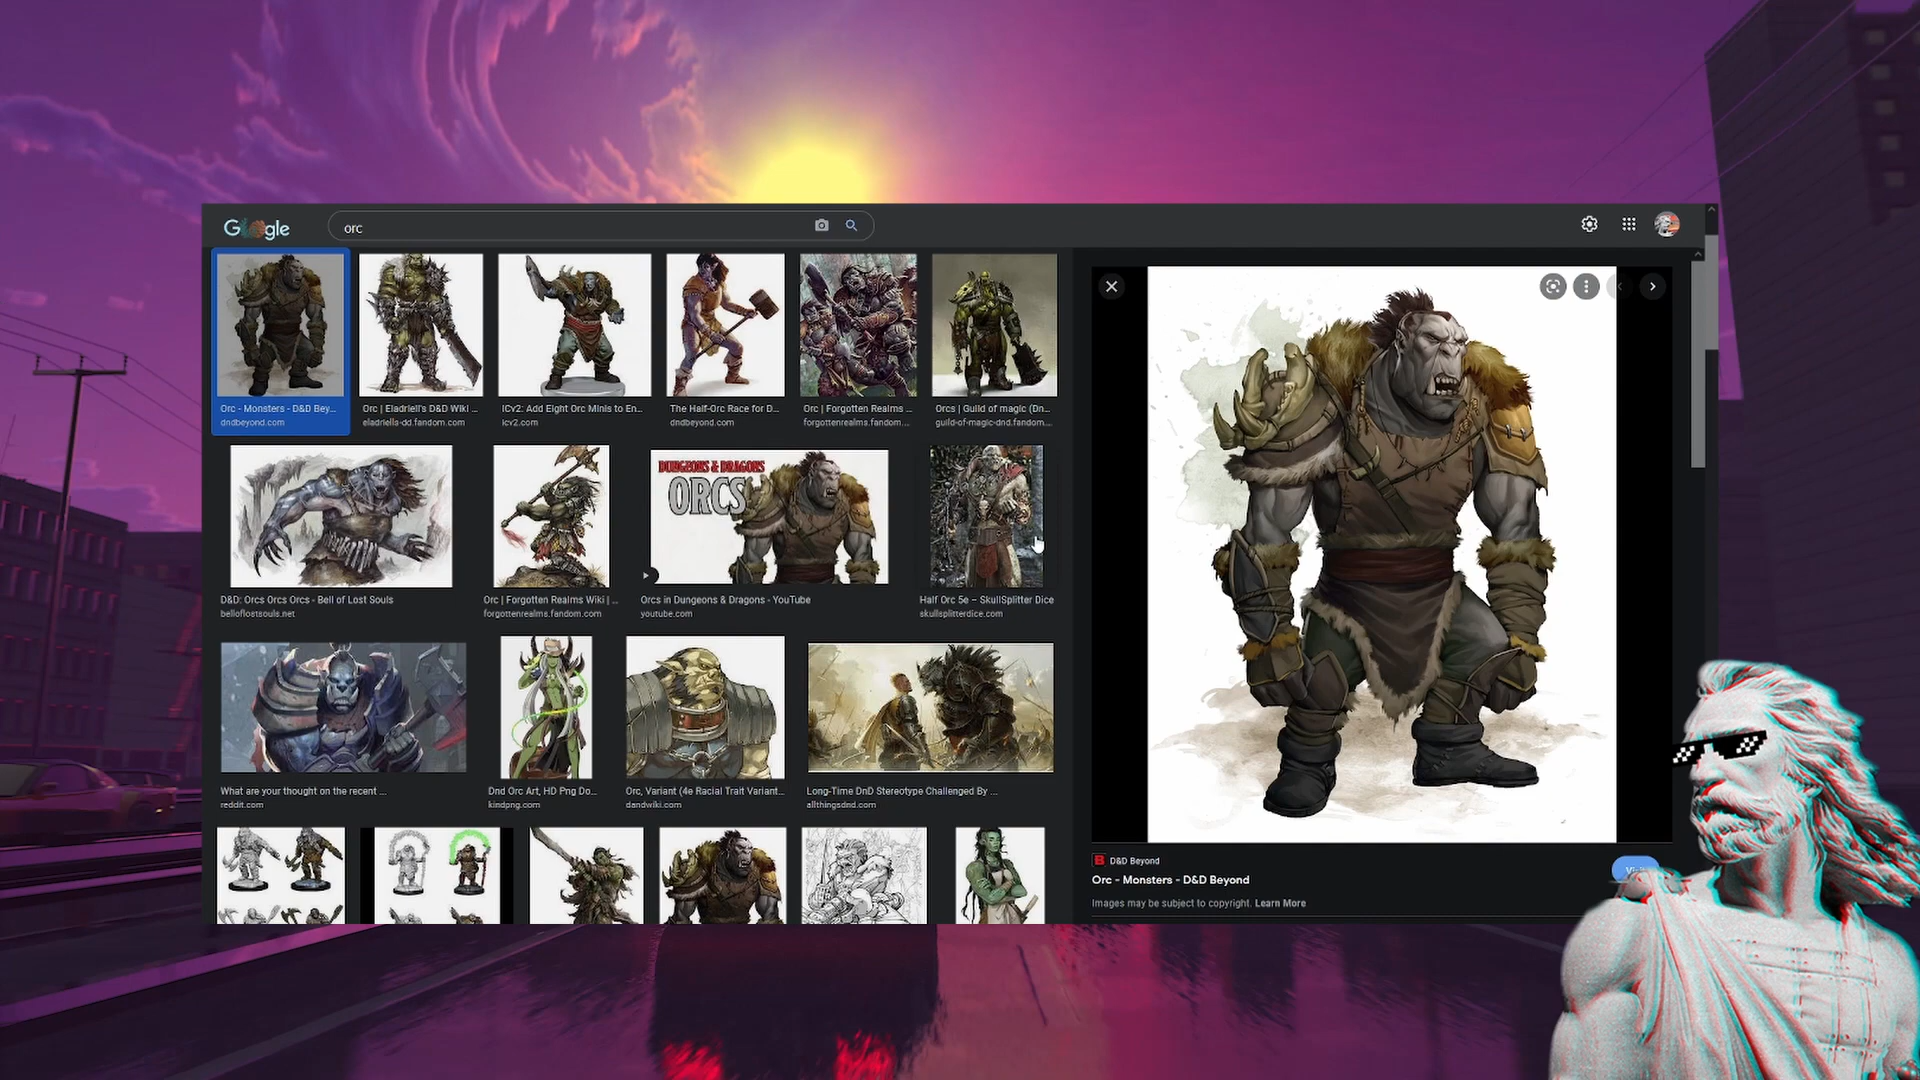 Google
orc
Orc - Monsters - D&D Bey...
dndbeyond.com
Orc | Eladriell's D&D Wiki ...
eladriells-dd.fandom.com
ICv2: Add Eight Orc Minis to En...
icv2.com
The Half-Orc Race for D...
dndbeyond.com
Orc | Forgotten Realms ...
forgottenrealms.fandom...
Orcs | Guild of magic (Dn...
guild-of-magic-dnd.fandom...
DUNGEONS & DRAGONS
ORCS
D&D: Orcs Orcs Orcs - Bell of Lost Souls
belloflostsouls.net
Orc | Forgotten Realms Wiki | ...
forgottenrealms.fandom.com
Orcs in Dungeons & Dragons - YouTube
youtube.com
Half Orc 5e – SkullSplitter Dice
skullsplitterdice.com
What are your thought on the recent ...
reddit.com
Dnd Orc Art, HD Png Do...
kindpng.com
Orc, Variant (4e Racial Trait Variant...
dandwiki.com
Long-Time DnD Stereotype Challenged By ...
allthingsdnd.com
B D&D Beyond
Orc - Monsters - D&D Beyond
Images may be subject to copyright. Learn More